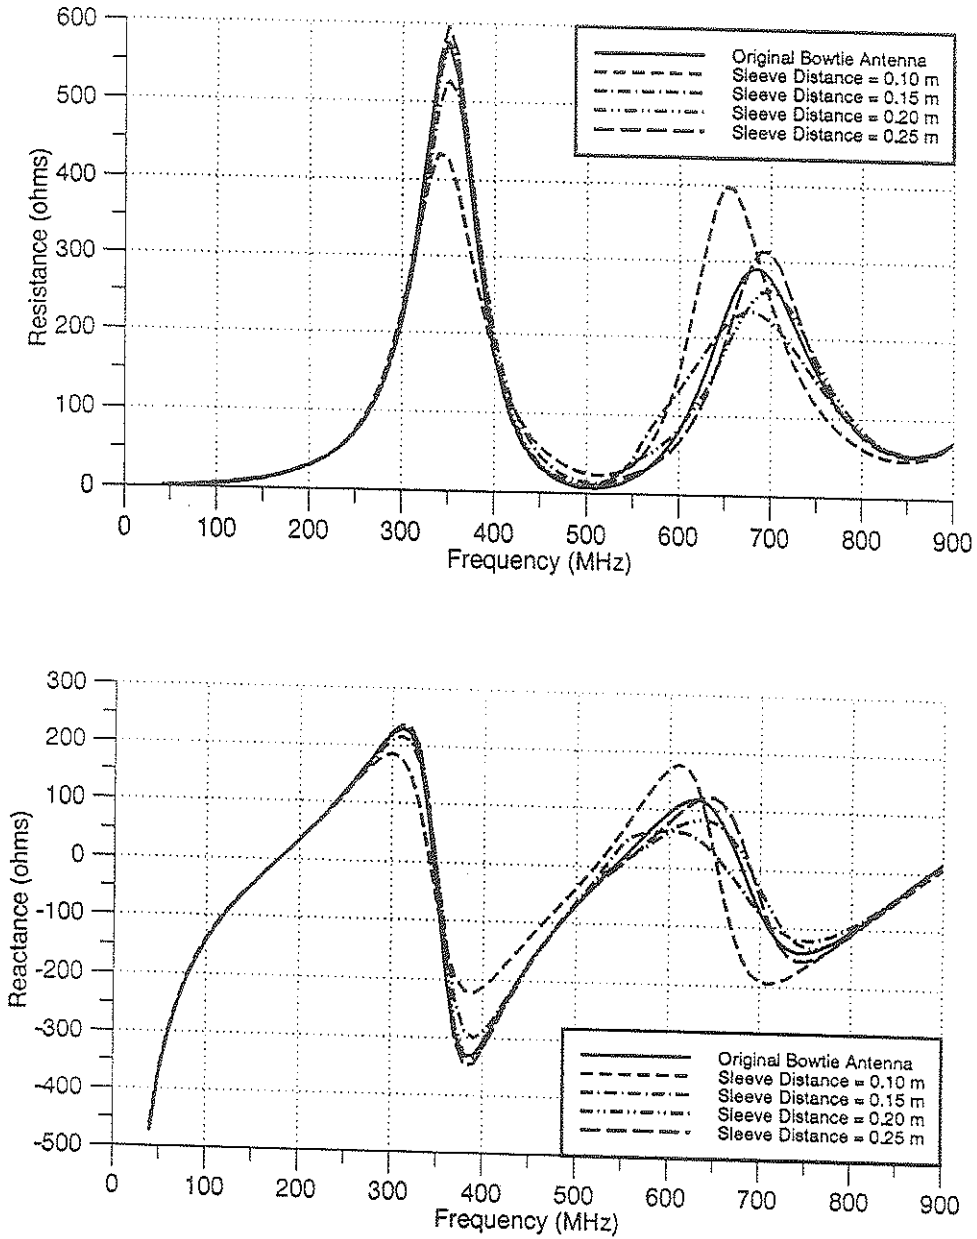 600
500
400
300
200
100
0
Resistance (ohms)
Original Bowtie Antenna
Sleeve Distance = 0.10 m
Sleeve Distance = 0.15 m
Sleeve Distance = 0.20 m
Sleeve Distance = 0.25 m
0 100 200 300 400 500 600 700 800 900
Frequency (MHz)
300
200
100
0
-100
-200
-300
-400
-500
Reactance (ohms)
Original Bowtie Antenna
Sleeve Distance = 0.10 m
Sleeve Distance = 0.15 m
Sleeve Distance = 0.20 m
Sleeve Distance = 0.25 m
0 100 200 300 400 500 600 700 800 900
Frequency (MHz)